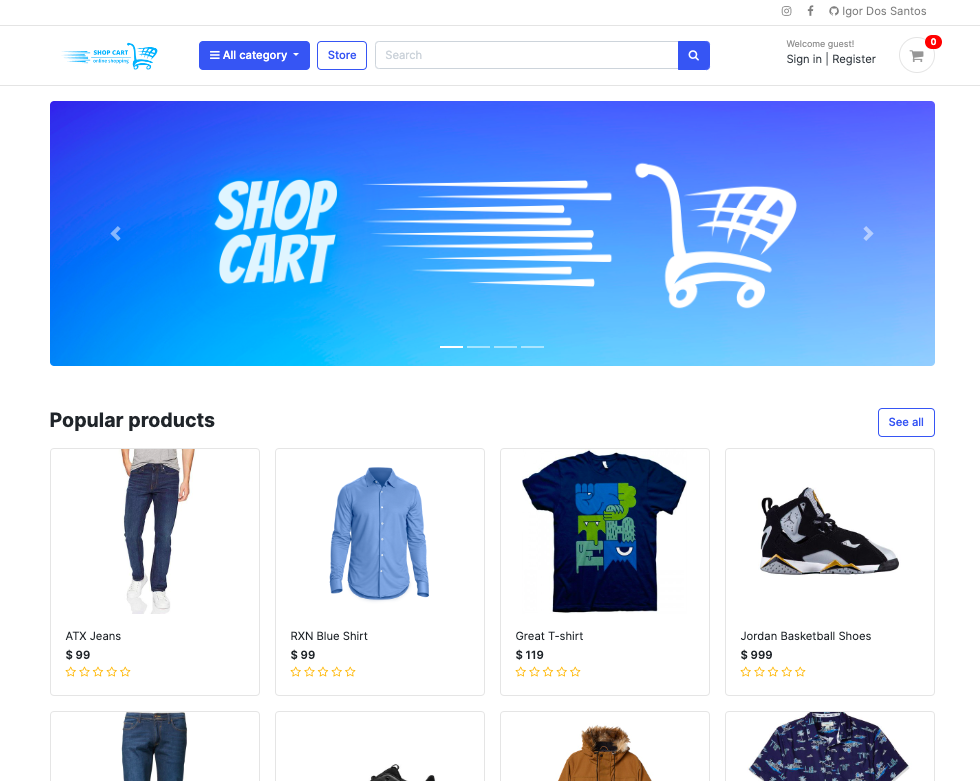 Igor Dos Santos
SHOP CART
online shopping
All category
Store
Search
Welcome guest!
Sign in | Register
0
SHOP
CART
Popular products
See all
ATX Jeans
$ 99
RXN Blue Shirt
$ 99
Great T-shirt
$ 119
Jordan Basketball Shoes
$ 999